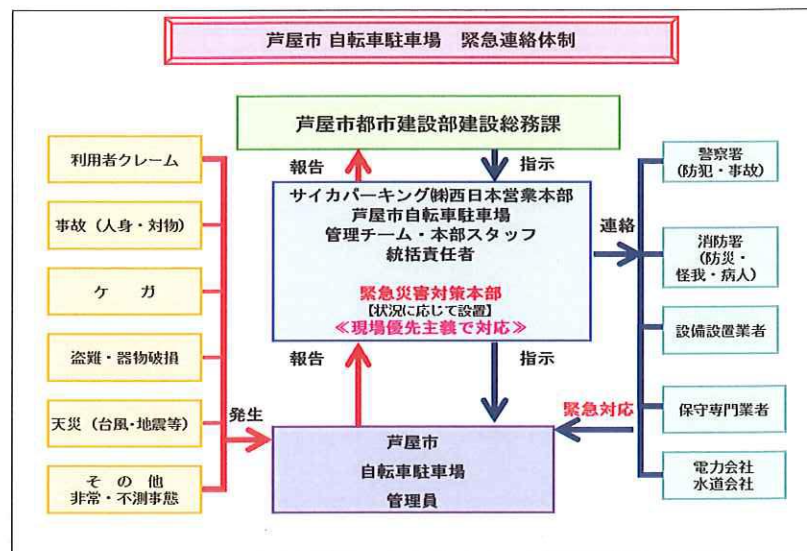 芦屋市 自転車駐車場　緊急連絡体制
芦屋市都市建設部建設総務課
報告
指示
サイカパーキング㈱西日本営業本部
芦屋市自転車駐車場
管理チーム・本部スタッフ
統括責任者
緊急災害対策本部
【状況に応じて設置】
≪現場優先主義で対応≫
報告
指示
利用者クレーム
事故（人身・対物）
ケ　ガ
盗難・器物破損
天災（台風・地震等）
そ　の　他
非常・不測事態
発生
芦屋市
自転車駐車場
管理員
連絡
緊急対応
警察署
（防犯・事故）
消防署
（防災・
怪我・病人）
設備設置業者
保守専門業者
電力会社
水道会社